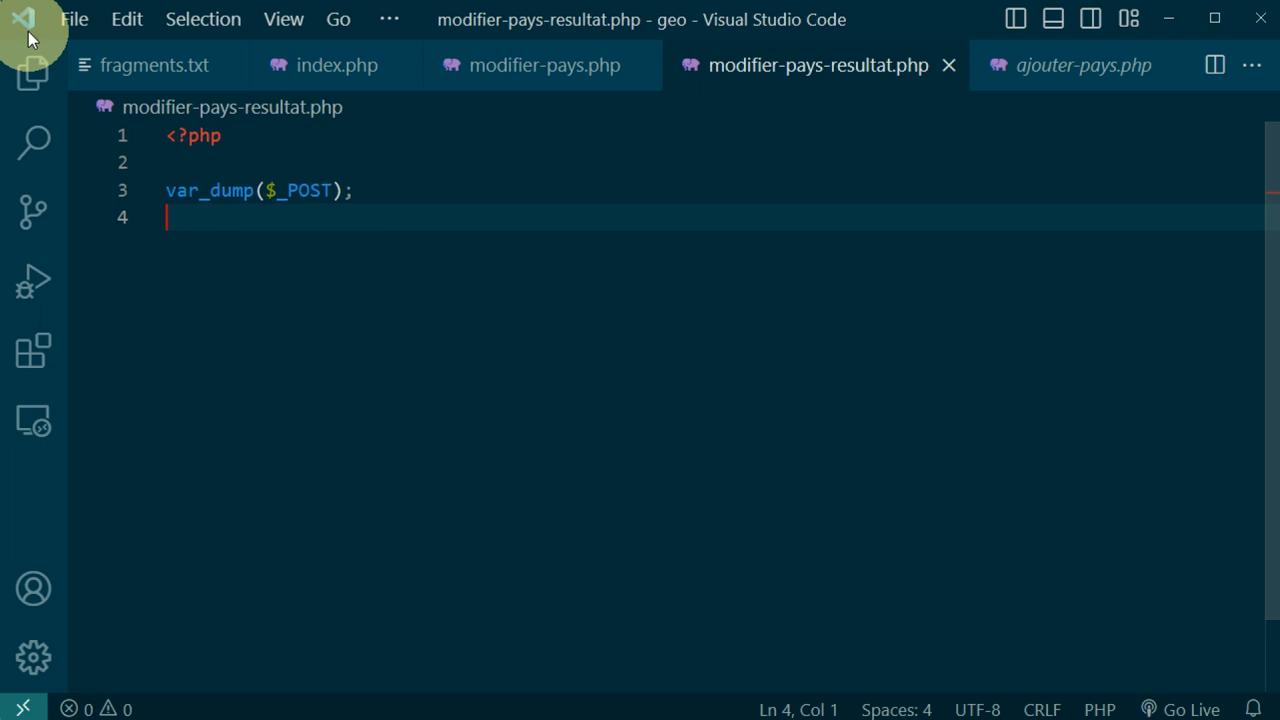 File Edit Selection View Go ··· modifier-pays-resultat.php - geo - Visual Studio Code
fragments.txt index.php modifier-pays.php modifier-pays-resultat.php ajouter-pays.php ···
modifier-pays-resultat.php
1 <?php
2
3 var_dump($_POST);
4
0 0 Ln 4, Col 1 Spaces: 4 UTF-8 CRLF PHP Go Live